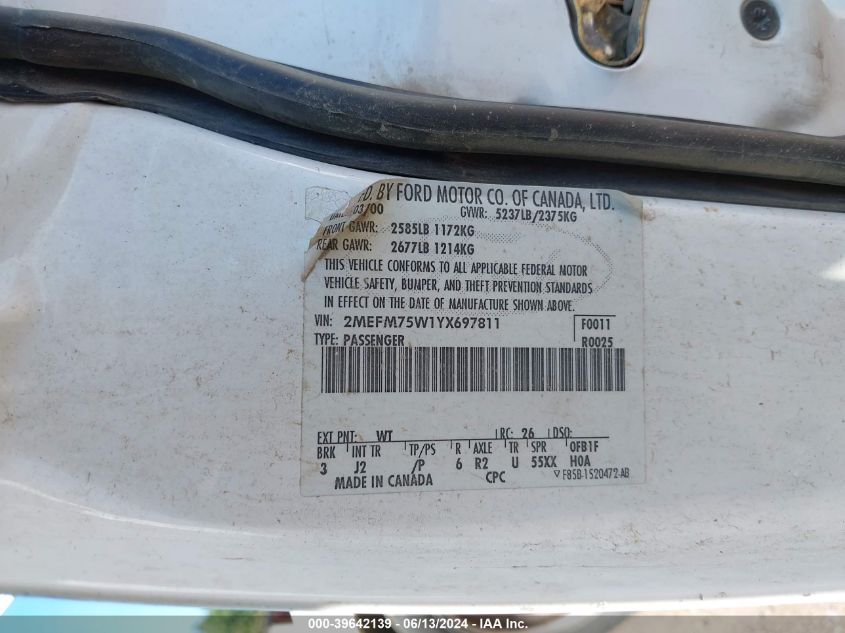 D. BY FORD MOTOR CO. OF CANADA, LTD.
03/00 GVWR: 5237LB/2375KG
FRONT GAWR: 2585LB 1172KG
REAR GAWR: 2677LB 1214KG
THIS VEHICLE CONFORMS TO ALL APPLICABLE FEDERAL MOTOR
VEHICLE SAFETY, BUMPER, AND THEFT PREVENTION STANDARDS
IN EFFECT ON THE DATE OF MANUFACTURE SHOWN ABOVE.
VIN: 2MEFM75W1YX697811 F0011
TYPE: PASSENGER R0025
EXT PNT: WT RC: 26 DSO:
BRK INT TR TP/PS R AXLE TR SPR OFB1F
3 J2 /P 6 R2 U 55XX H0A
MADE IN CANADA CPC ▽ F85B-1520472-AB
000-39642139 - 06/13/2024 - IAA Inc.